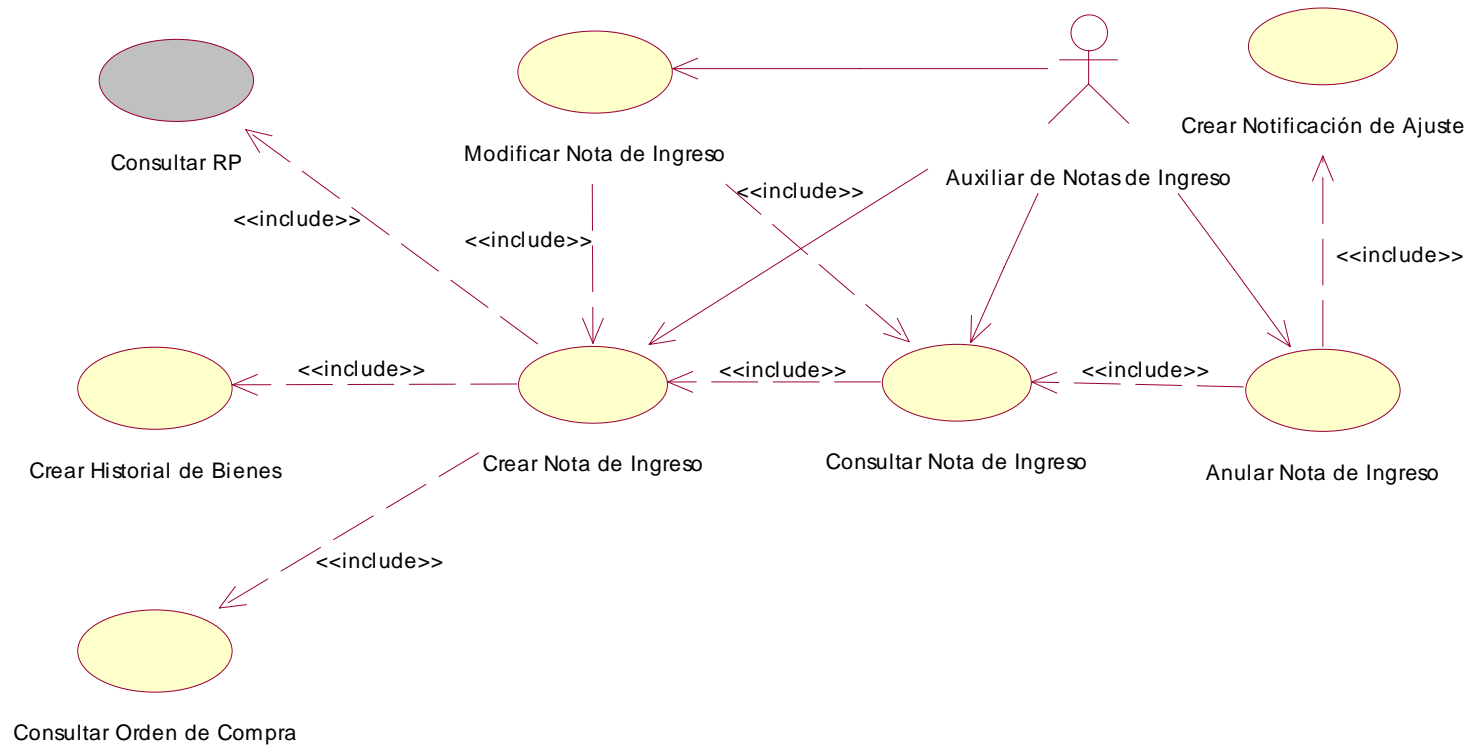 Crear Notificación de Ajuste
Modificar Nota de Ingreso
Consultar RP
Auxiliar de Notas de Ingreso
<<include>>
<<include>>
<<include>>
<<include>>
<<include>>
<<include>>
<<include>>
Crear Historial de Bienes
Crear Nota de Ingreso
Consultar Nota de Ingreso
Anular Nota de Ingreso
<<include>>
Consultar Orden de Compra